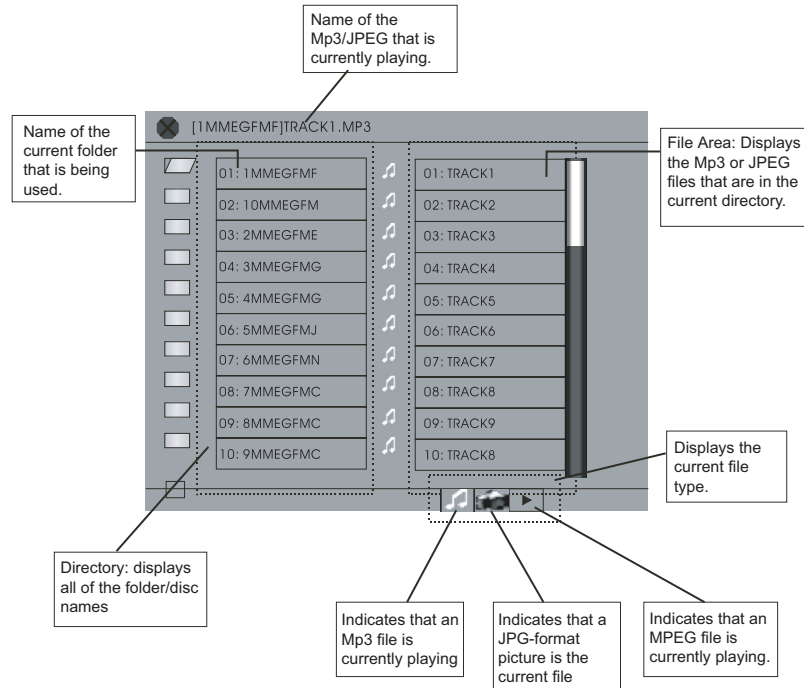 Name of the
Mp3/JPEG that is
currently playing.
[1MMEGFMF]TRACK1.MP3
Name of the
current folder
that is being
used.
File Area: Displays
the Mp3 or JPEG
files that are in the
current directory.
01: 1MMEGFMF
02: 10MMEGFM
03: 2MMEGFME
04: 3MMEGFMG
05: 4MMEGFMG
06: 5MMEGFMJ
07: 6MMEGFMN
08: 7MMEGFMC
09: 8MMEGFMC
10: 9MMEGFMC
01: TRACK1
02: TRACK2
03: TRACK3
04: TRACK4
05: TRACK5
06: TRACK6
07: TRACK7
08: TRACK8
09: TRACK9
10: TRACK8
Displays the
current file
type.
Directory: displays
all of the folder/disc
names
Indicates that an
Mp3 file is
currently playing
Indicates that a
JPG-format
picture is the
current file
Indicates that an
MPEG file is
currently playing.